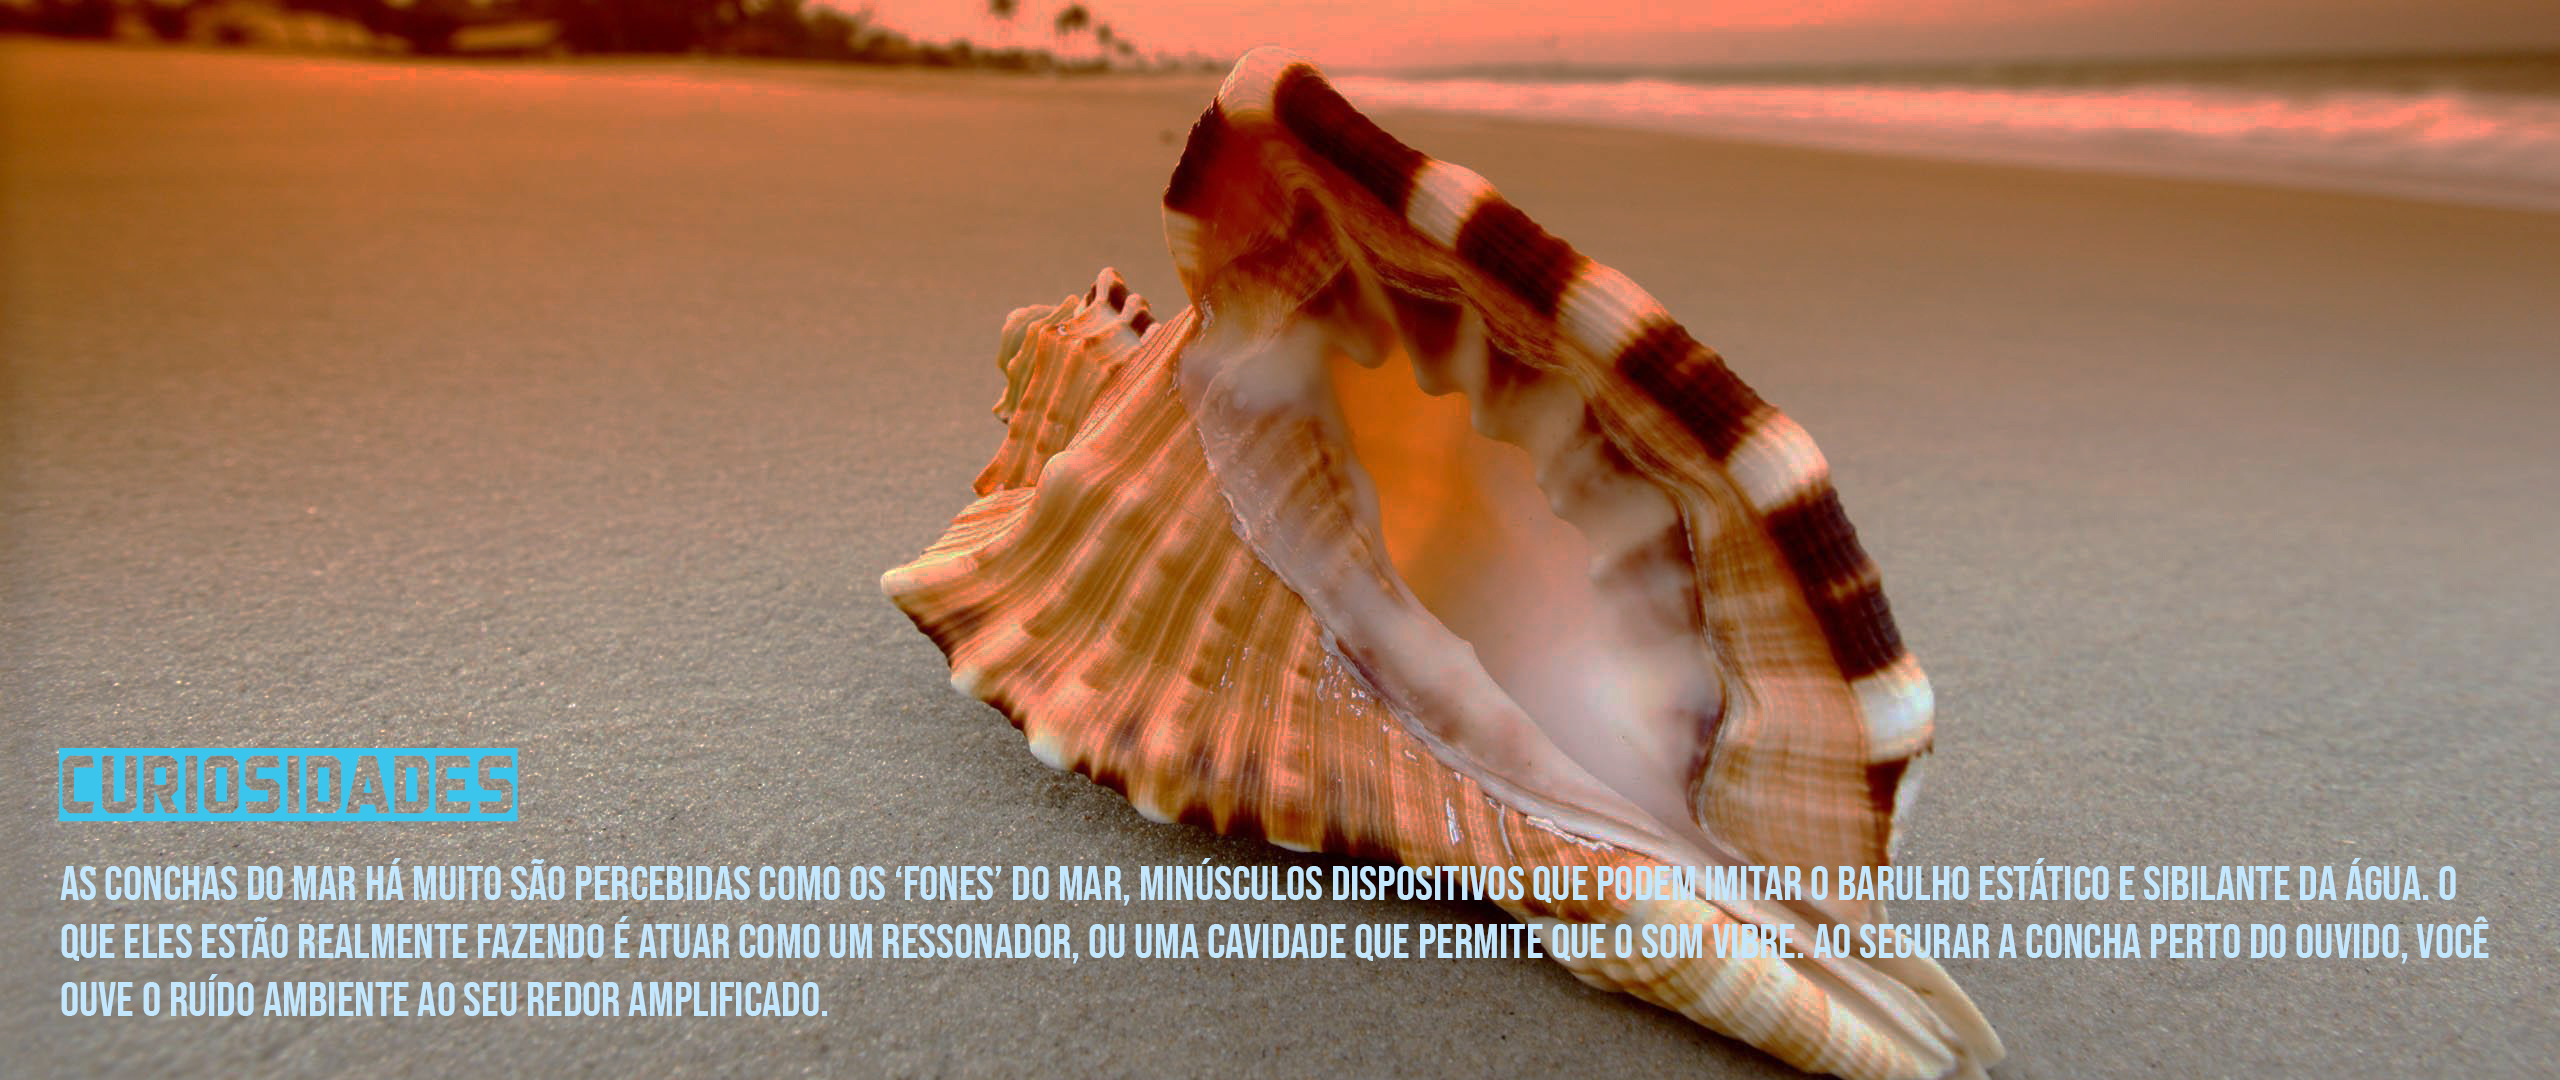 CURIOSIDADES
AS CONCHAS DO MAR HÁ MUITO SÃO PERCEBIDAS COMO OS ‘FONES’ DO MAR, MINÚSCULOS DISPOSITIVOS QUE PODEM IMITAR O BARULHO ESTÁTICO E SIBILANTE DA ÁGUA. O
QUE ELES ESTÃO REALMENTE FAZENDO É ATUAR COMO UM RESSONADOR, OU UMA CAVIDADE QUE PERMITE QUE O SOM VIBRE. AO SEGURAR A CONCHA PERTO DO OUVIDO, VOCÊ
OUVE O RUÍDO AMBIENTE AO SEU REDOR AMPLIFICADO.